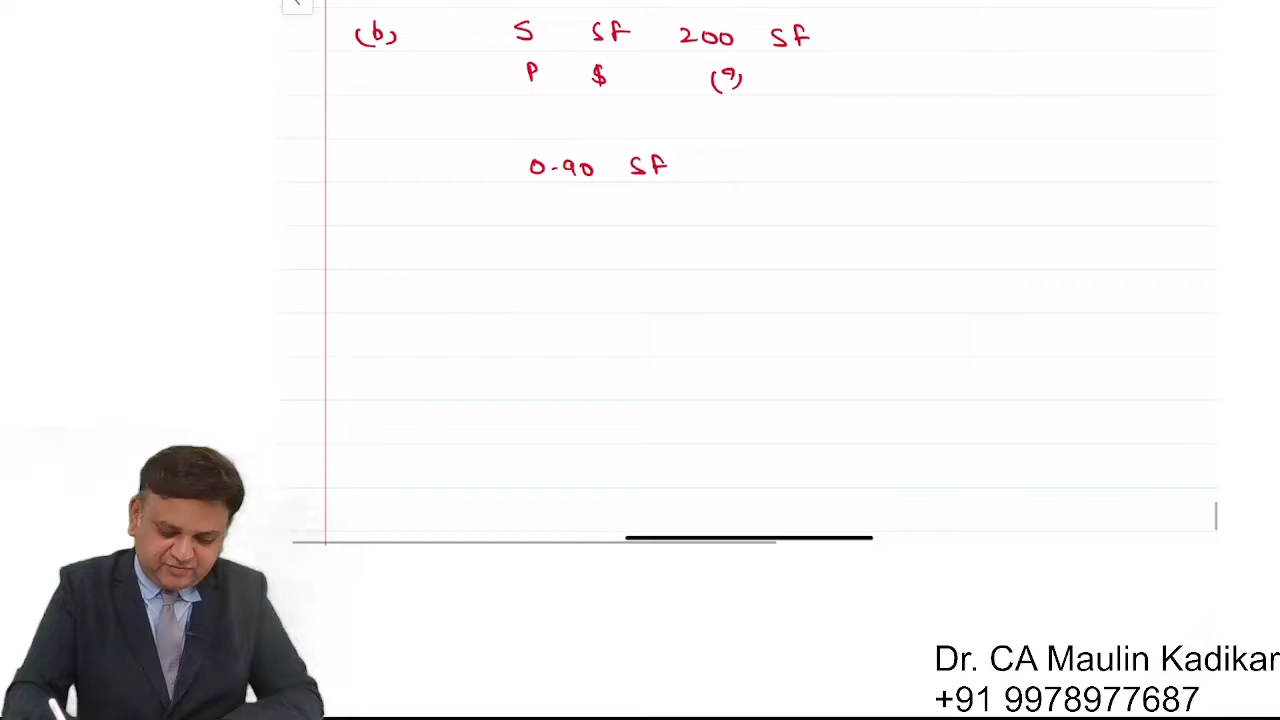 (b) S SF 200 SF
P $ (?)
0.90 SF
Dr. CA Maulin Kadikar
+91 9978977687